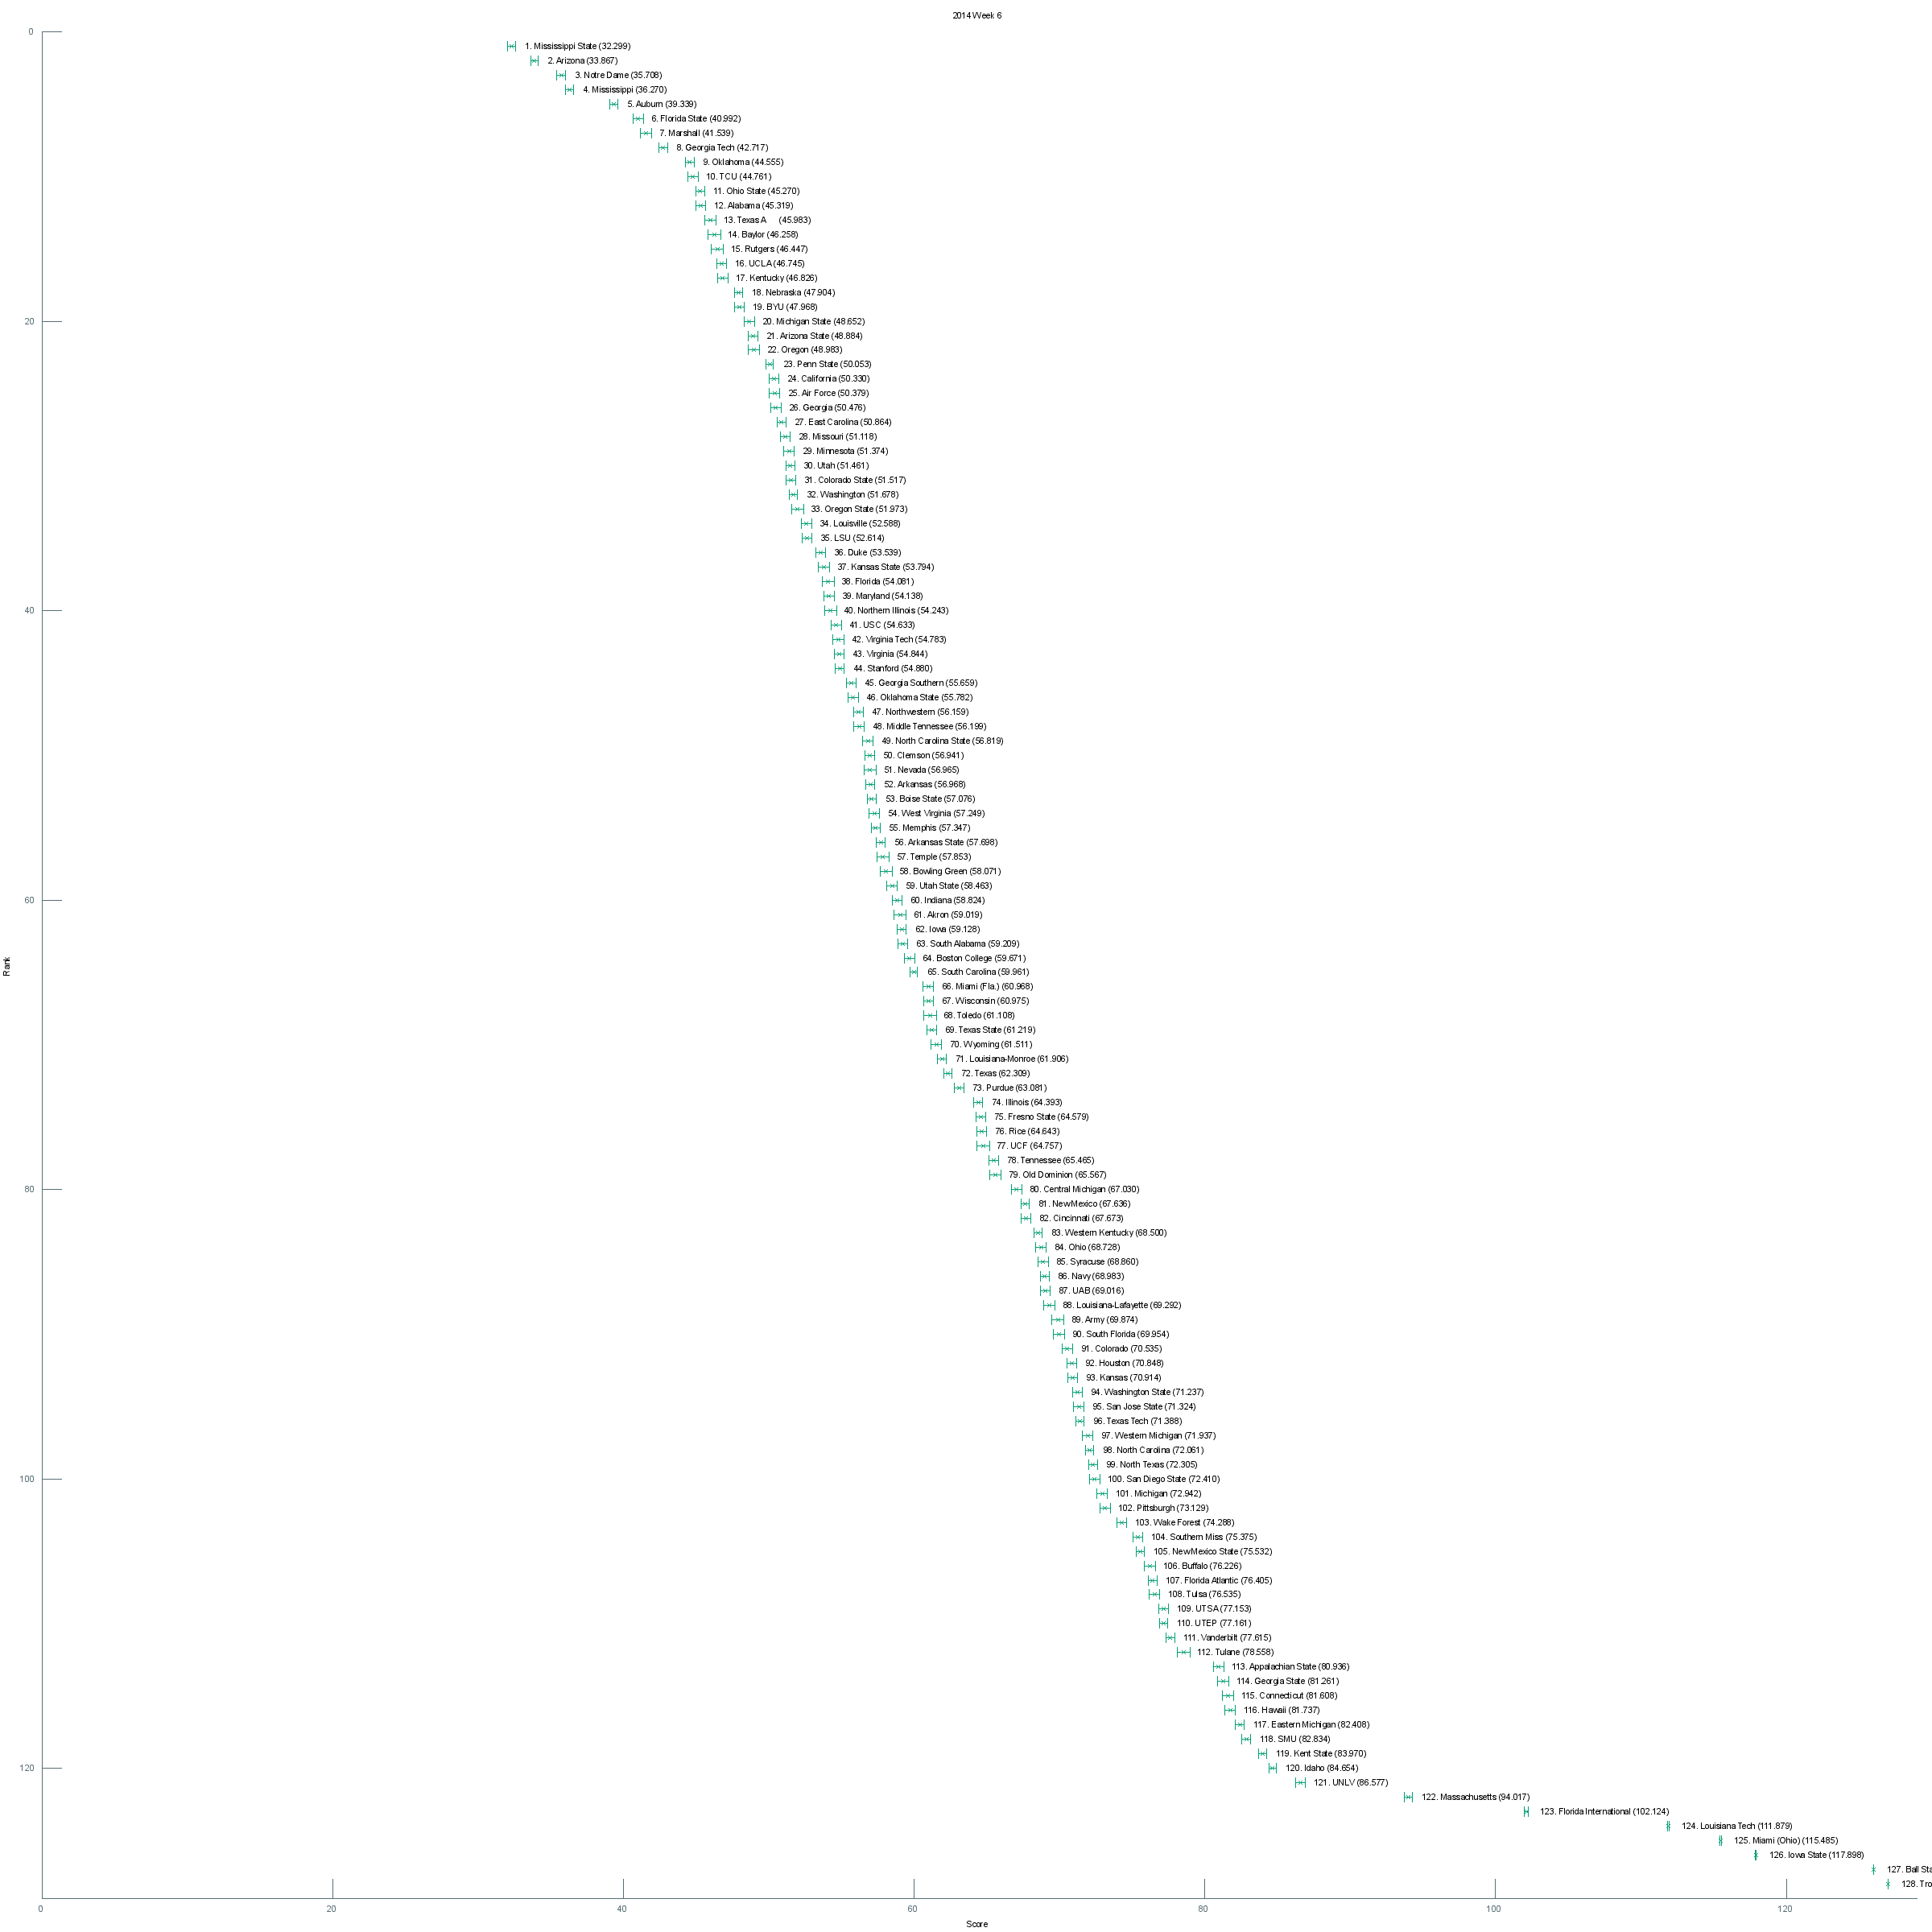 2014 Week 6
0
1. Mississippi State (32.299)
2. Arizona (33.867)
3. Notre Dame (35.708)
4. Mississippi (36.270)
5. Auburn (39.339)
6. Florida State (40.992)
7. Marshall (41.539)
8. Georgia Tech (42.717)
9. Oklahoma (44.555)
10. TCU (44.761)
11. Ohio State (45.270)
12. Alabama (45.319)
13. Texas A (45.983)
14. Baylor (46.258)
15. Rutgers (46.447)
16. UCLA (46.745)
17. Kentucky (46.826)
18. Nebraska (47.904)
19. BYU (47.968)
20 20. Michigan State (48.652)
21. Arizona State (48.884)
22. Oregon (48.983)
23. Penn State (50.053)
24. California (50.330)
25. Air Force (50.379)
26. Georgia (50.476)
27. East Carolina (50.864)
28. Missouri (51.118)
29. Minnesota (51.374)
30. Utah (51.461)
31. Colorado State (51.517)
32. Washington (51.678)
33. Oregon State (51.973)
34. Louisville (52.588)
35. LSU (52.614)
36. Duke (53.539)
37. Kansas State (53.794)
38. Florida (54.081)
39. Maryland (54.138)
40 40. Northern Illinois (54.243)
41. USC (54.633)
42. Virginia Tech (54.783)
43. Virginia (54.844)
44. Stanford (54.880)
45. Georgia Southern (55.659)
46. Oklahoma State (55.782)
47. Northwestern (56.159)
48. Middle Tennessee (56.199)
49. North Carolina State (56.819)
50. Clemson (56.941)
51. Nevada (56.965)
52. Arkansas (56.968)
53. Boise State (57.076)
54. West Virginia (57.249)
55. Memphis (57.347)
56. Arkansas State (57.698)
57. Temple (57.853)
58. Bowling Green (58.071)
59. Utah State (58.463)
60 60. Indiana (58.824)
61. Akron (59.019)
62. Iowa (59.128)
63. South Alabama (59.209)
64. Boston College (59.671)
Rank
65. South Carolina (59.961)
66. Miami (Fla.) (60.968)
67. Wisconsin (60.975)
68. Toledo (61.108)
69. Texas State (61.219)
70. Wyoming (61.511)
71. Louisiana-Monroe (61.906)
72. Texas (62.309)
73. Purdue (63.081)
74. Illinois (64.393)
75. Fresno State (64.579)
76. Rice (64.643)
77. UCF (64.757)
78. Tennessee (65.465)
79. Old Dominion (65.567)
80 80. Central Michigan (67.030)
81. New Mexico (67.636)
82. Cincinnati (67.673)
83. Western Kentucky (68.500)
84. Ohio (68.728)
85. Syracuse (68.860)
86. Navy (68.983)
87. UAB (69.016)
88. Louisiana-Lafayette (69.292)
89. Army (69.874)
90. South Florida (69.954)
91. Colorado (70.535)
92. Houston (70.848)
93. Kansas (70.914)
94. Washington State (71.237)
95. San Jose State (71.324)
96. Texas Tech (71.388)
97. Western Michigan (71.937)
98. North Carolina (72.061)
99. North Texas (72.305)
100 100. San Diego State (72.410)
101. Michigan (72.942)
102. Pittsburgh (73.129)
103. Wake Forest (74.288)
104. Southern Miss (75.375)
105. New Mexico State (75.532)
106. Buffalo (76.226)
107. Florida Atlantic (76.405)
108. Tulsa (76.535)
109. UTSA (77.153)
110. UTEP (77.161)
111. Vanderbilt (77.615)
112. Tulane (78.558)
113. Appalachian State (80.936)
114. Georgia State (81.261)
115. Connecticut (81.608)
116. Hawaii (81.737)
117. Eastern Michigan (82.408)
118. SMU (82.834)
119. Kent State (83.970)
120 120. Idaho (84.654)
121. UNLV (86.577)
122. Massachusetts (94.017)
123. Florida International (102.124)
124. Louisiana Tech (111.879)
125. Miami (Ohio) (115.485)
126. Iowa State (117.898)
127. Ball Sta
128. Tro
0 20 40 60 80 100 120
Score